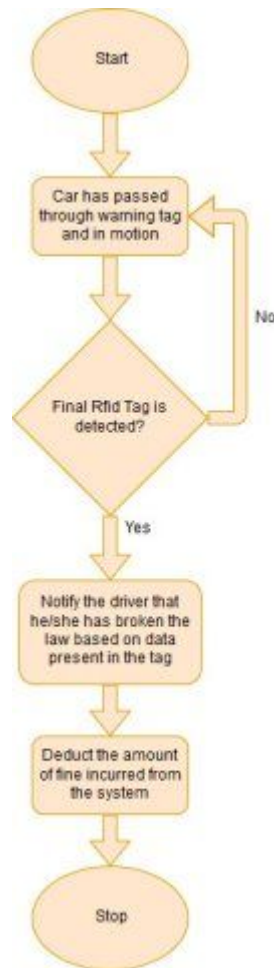 Start
Car has passed
through warning tag
and in motion
No
Final Rfid Tag is
detected?
Yes
Notify the driver that
he/she has broken the
law based on data
present in the tag
Deduct the amount
of fine incurred from
the system
Stop